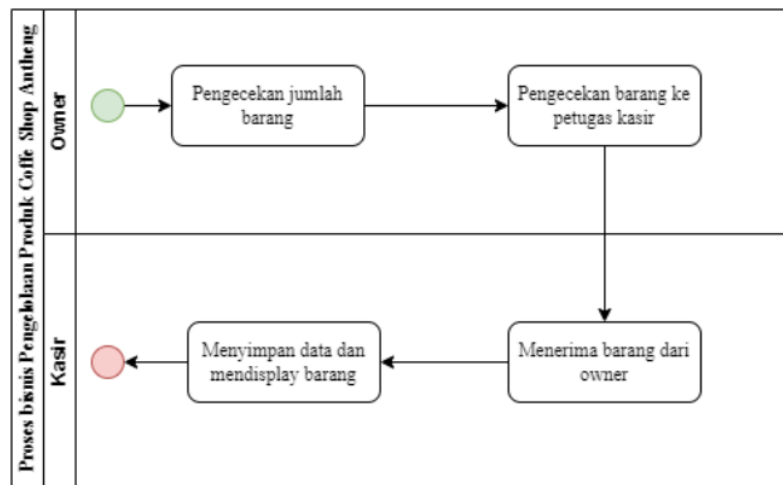 Proses bisnis Pengelolaan Produk Coffe Shop Antheng
Owner
Pengecekan jumlah
barang
Pengecekan barang ke
petugas kasir
Kasir
Menyimpan data dan
mendisplay barang
Menerima barang dari
owner